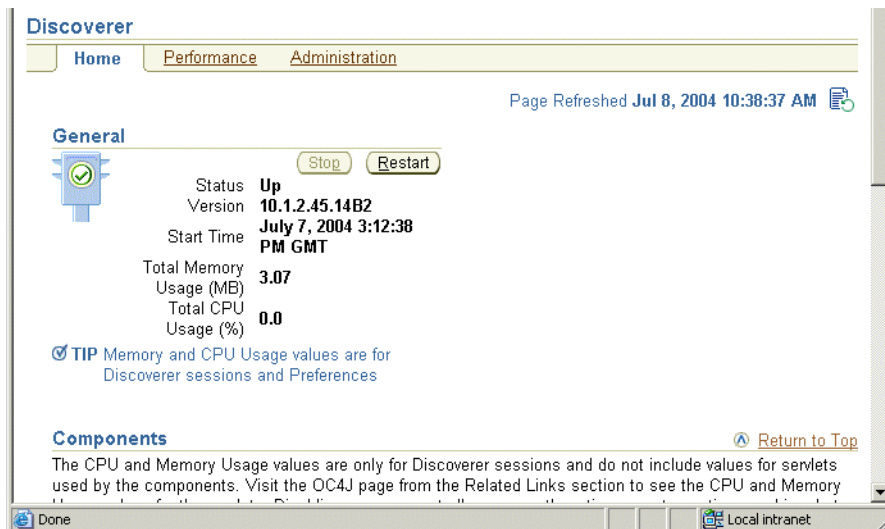 Discoverer
Home Performance Administration
Page Refreshed Jul 8, 2004 10:38:37 AM
General
Stop Restart
Status Up
Version 10.1.2.45.14B2
Start Time July 7, 2004 3:12:38
PM GMT
Total Memory
Usage (MB) 3.07
Total CPU
Usage (%) 0.0
TIP Memory and CPU Usage values are for
Discoverer sessions and Preferences
Components Return to Top
The CPU and Memory Usage values are only for Discoverer sessions and do not include values for servlets
used by the components. Visit the OC4J page from the Related Links section to see the CPU and Memory
Done Local intranet